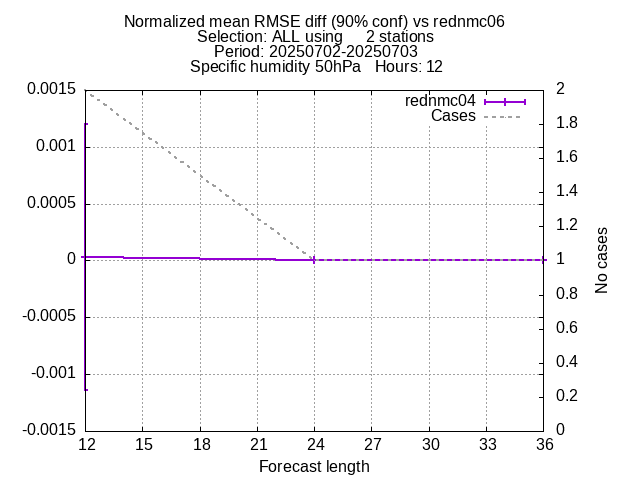 Normalized mean RMSE diff (90% conf) vs rednmc06
Selection: ALL using 2 stations
Period: 20250702-20250703
Specific humidity 50hPa Hours: 12
rednmc04
Cases
0.0015
0.001
0.0005
0
-0.0005
-0.001
-0.0015
2
1.8
1.6
1.4
1.2
1
0.8
0.6
0.4
0.2
0
No cases
12 15 18 21 24 27 30 33 36
Forecast length